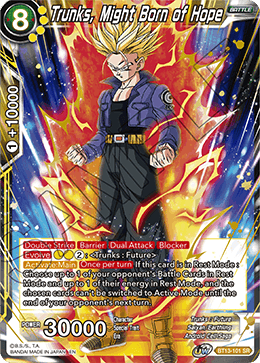 8
Trunks, Might Born of Hope
BATTLE
+10000
Double Strike Barrier Dual Attack Blocker
Evolve 2 : <Trunks : Future>
Activate Main Once per turn If this card is in Rest Mode :
Choose up to 1 of your opponent's Battle Cards in Rest
Mode and up to 1 of their energy in Rest Mode, and the
chosen cards can't be switched to Active Mode until the
end of your opponent's next turn.
POWER 30000
Character Trunks : Future
Special Trait Saiyan Earthling
Era Android Cell Saga
©B.S./S., T.A.
BANDAI MADE IN JAPAN EN
BT13-101 SR